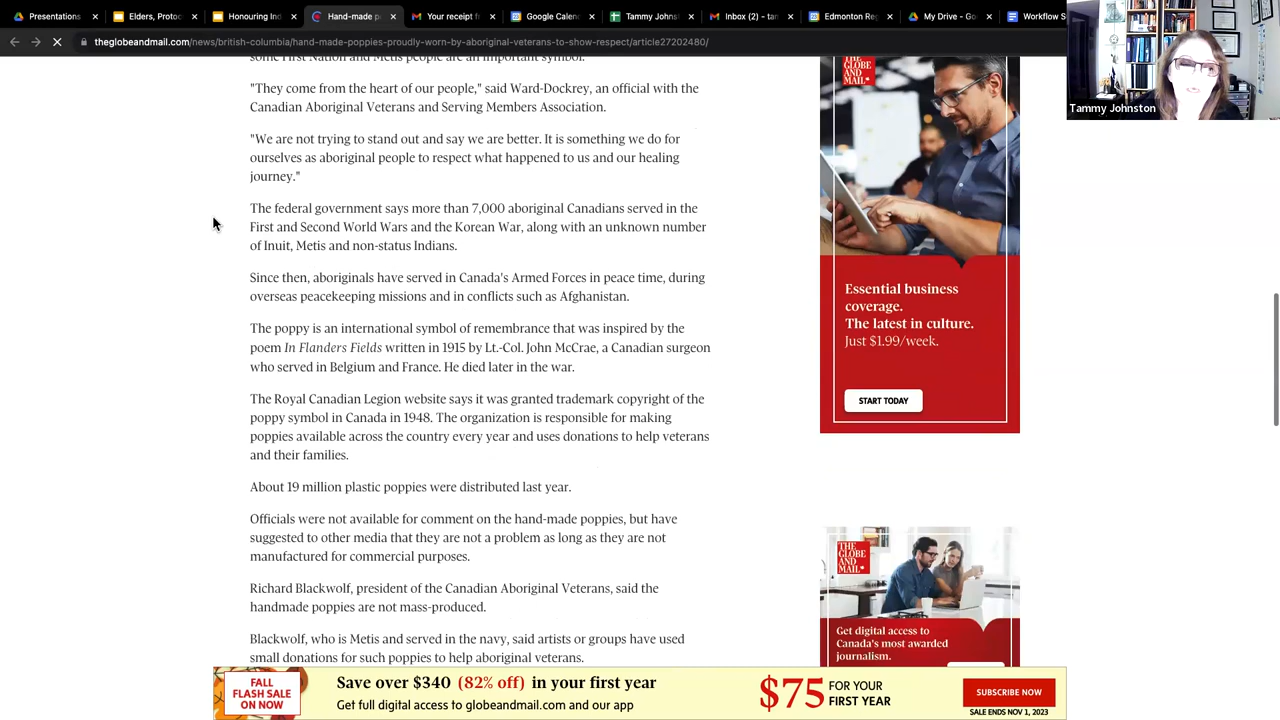 Presentations
Elders, Protoc
Honouring Ind
Hand-made p
Your receipt f
Google Calen
Tammy Johnst
Inbox (2) – tan
Edmonton Reg
My Drive – Go
Workflow S
theglobeandmail.com/news/british-columbia/hand-made-poppies-proudly-worn-by-aboriginal-veterans-to-show-respect/article27202480/
Tammy Johnston
some First Nation and Metis people are an important symbol.
"They come from the heart of our people," said Ward-Dockrey, an official with the
Canadian Aboriginal Veterans and Serving Members Association.
"We are not trying to stand out and say we are better. It is something we do for
ourselves as aboriginal people to respect what happened to us and our healing
journey."
The federal government says more than 7,000 aboriginal Canadians served in the
First and Second World Wars and the Korean War, along with an unknown number
of Inuit, Metis and non-status Indians.
Since then, aboriginals have served in Canada's Armed Forces in peace time, during
overseas peacekeeping missions and in conflicts such as Afghanistan.
The poppy is an international symbol of remembrance that was inspired by the
poem In Flanders Fields written in 1915 by Lt.-Col. John McCrae, a Canadian surgeon
who served in Belgium and France. He died later in the war.
The Royal Canadian Legion website says it was granted trademark copyright of the
poppy symbol in Canada in 1948. The organization is responsible for making
poppies available across the country every year and uses donations to help veterans
and their families.
About 19 million plastic poppies were distributed last year.
Officials were not available for comment on the hand-made poppies, but have
suggested to other media that they are not a problem as long as they are not
manufactured for commercial purposes.
Richard Blackwolf, president of the Canadian Aboriginal Veterans, said the
handmade poppies are not mass-produced.
Blackwolf, who is Metis and served in the navy, said artists or groups have used
small donations for such poppies to help aboriginal veterans.
THE
GLOBE
AND
MAIL*
Essential business
coverage.
The latest in culture.
Just $1.99/week.
START TODAY
THE
GLOBE
AND
MAIL*
Get digital access to
Canada's most awarded
journalism.
FALL
FLASH SALE
ON NOW
Save over $340 (82% off) in your first year
Get full digital access to globeandmail.com and our app
$75 FOR YOUR
FIRST YEAR
SUBSCRIBE NOW
SALE ENDS NOV 1, 2023